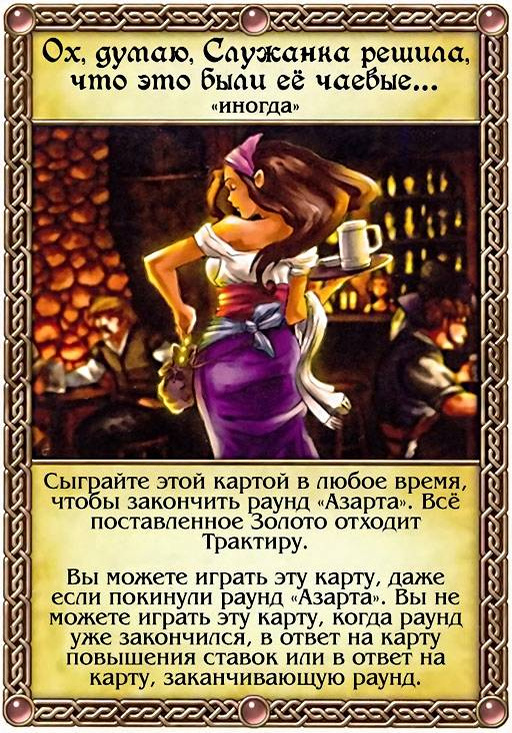 Ох, думаю, Служанка решила,
что это были её чаевые...
«иногда»
Сыграйте этой картой в любое время,
чтобы закончить раунд «Азарта». Всё
поставленное Золото отходит
Трактиру.
Вы можете играть эту карту, даже
если покинули раунд «Азарта». Вы не
можете играть эту карту, когда раунд
уже закончился, в ответ на карту
повышения ставок или в ответ на
карту, заканчивающую раунд.